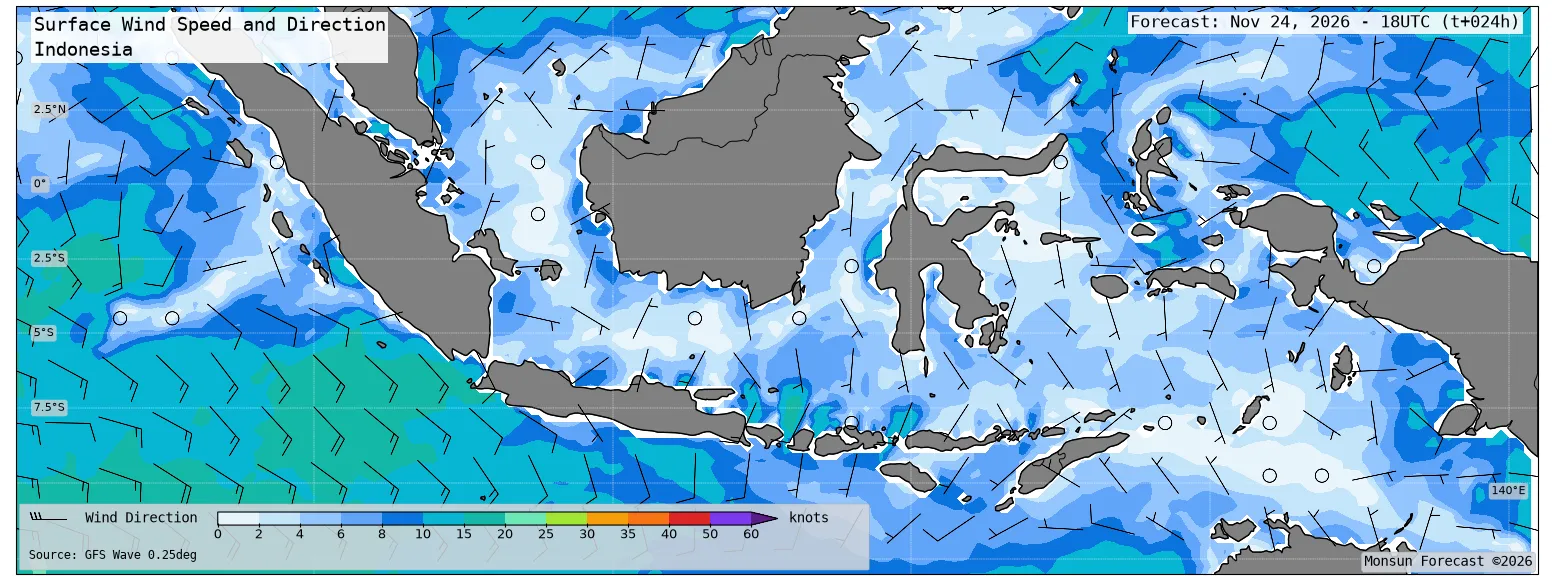 Surface Wind Speed and Direction
Indonesia
Forecast: Nov 24, 2026 - 18UTC (t+024h)
2.5°N
0°
2.5°S
5°S
7.5°S
140°E
Wind Direction
0 2 4 6 8 10 15 20 25 30 35 40 50 60
knots
Source: GFS Wave 0.25deg
Monsun Forecast ©2026